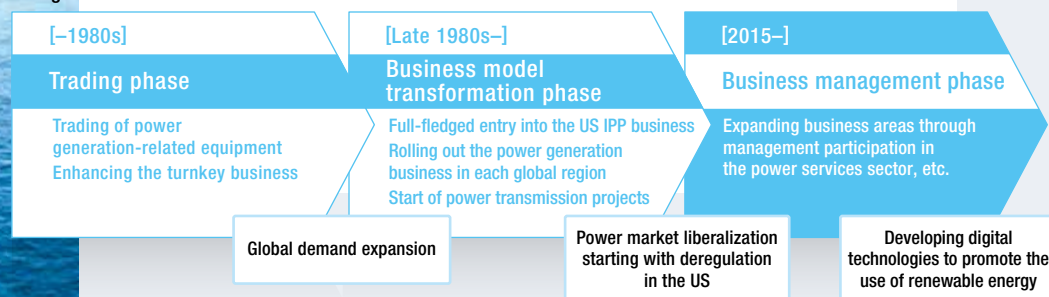 [–1980s]
Trading phase
Trading of power
generation-related equipment
Enhancing the turnkey business
[Late 1980s–]
Business model
transformation phase
Full-fledged entry into the US IPP business
Rolling out the power generation
business in each global region
Start of power transmission projects
[2015–]
Business management phase
Expanding business areas through
management participation in
the power services sector, etc.
Global demand expansion
Power market liberalization
starting with deregulation
in the US
Developing digital
technologies to promote the
use of renewable energy